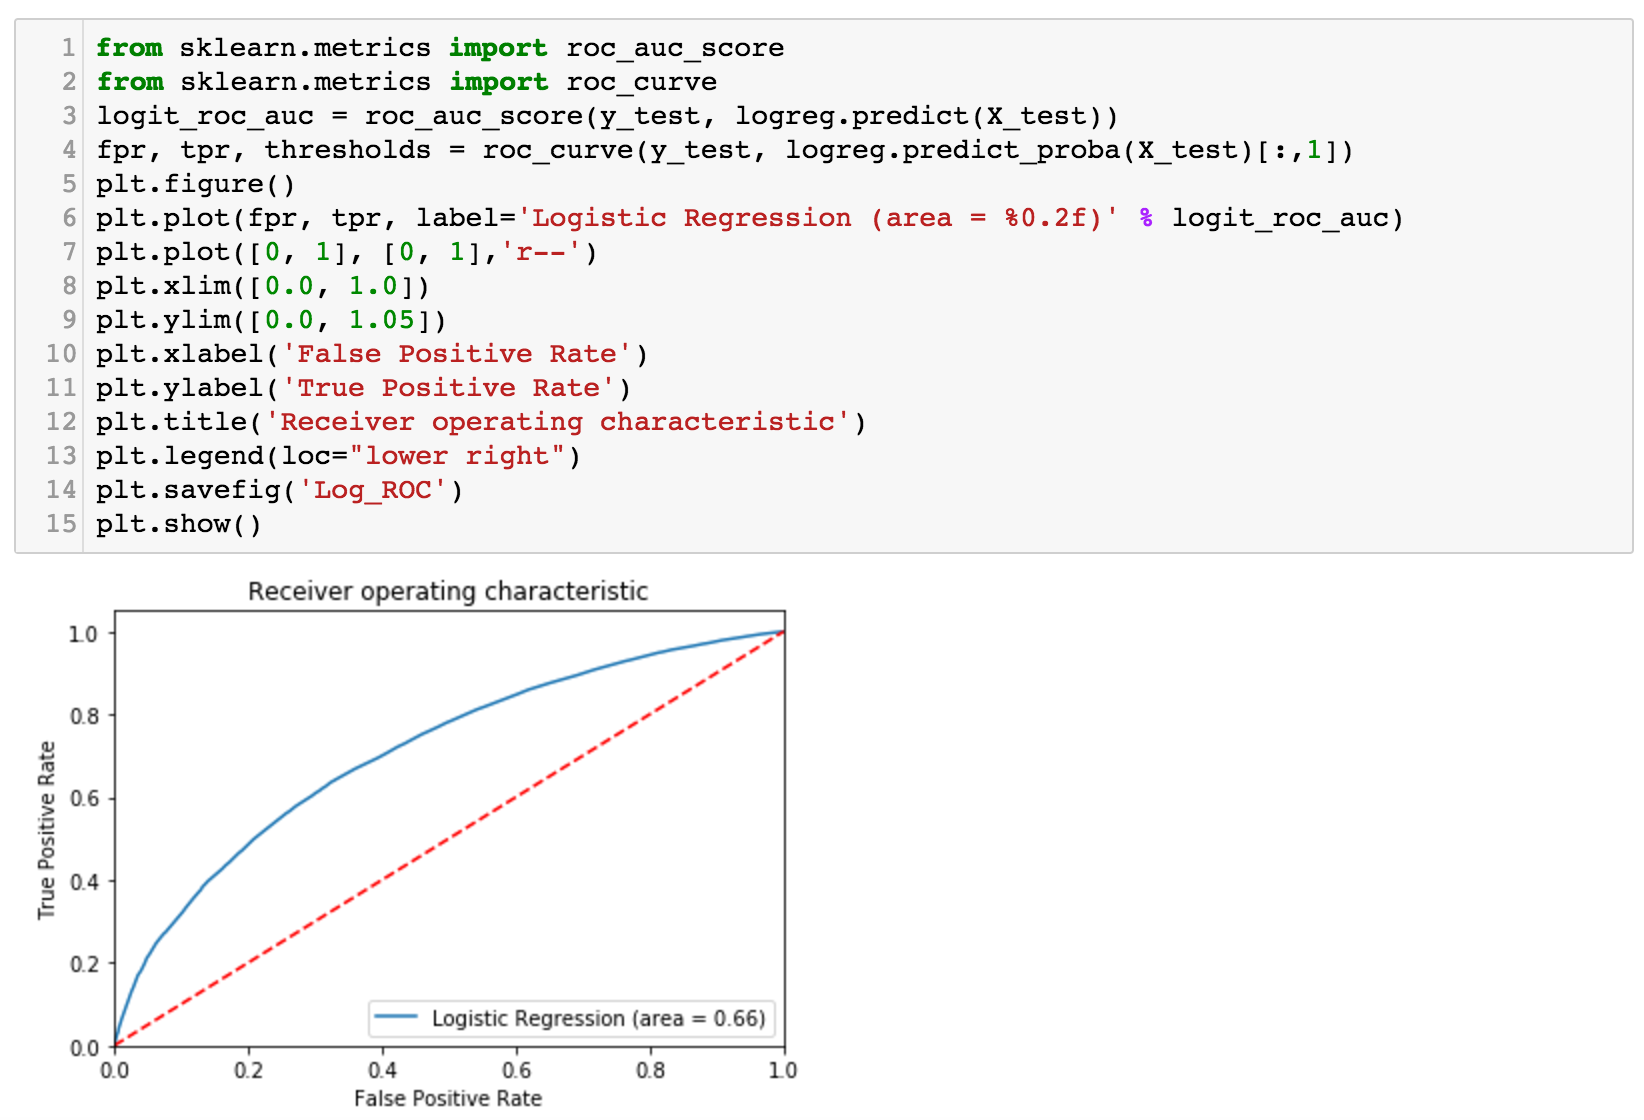 1 from sklearn.metrics import roc_auc_score
2 from sklearn.metrics import roc_curve
3 logit_roc_auc = roc_auc_score(y_test, logreg.predict(X_test))
4 fpr, tpr, thresholds = roc_curve(y_test, logreg.predict_proba(X_test)[:,1])
5 plt.figure()
6 plt.plot(fpr, tpr, label='Logistic Regression (area = %0.2f)' % logit_roc_auc)
7 plt.plot([0, 1], [0, 1],'r--')
8 plt.xlim([0.0, 1.0])
9 plt.ylim([0.0, 1.05])
10 plt.xlabel('False Positive Rate')
11 plt.ylabel('True Positive Rate')
12 plt.title('Receiver operating characteristic')
13 plt.legend(loc="lower right")
14 plt.savefig('Log_ROC')
15 plt.show()
Receiver operating characteristic
True Positive Rate
1.0
0.8
0.6
0.4
0.2
0.0
Logistic Regression (area = 0.66)
0.0 0.2 0.4 0.6 0.8 1.0
False Positive Rate